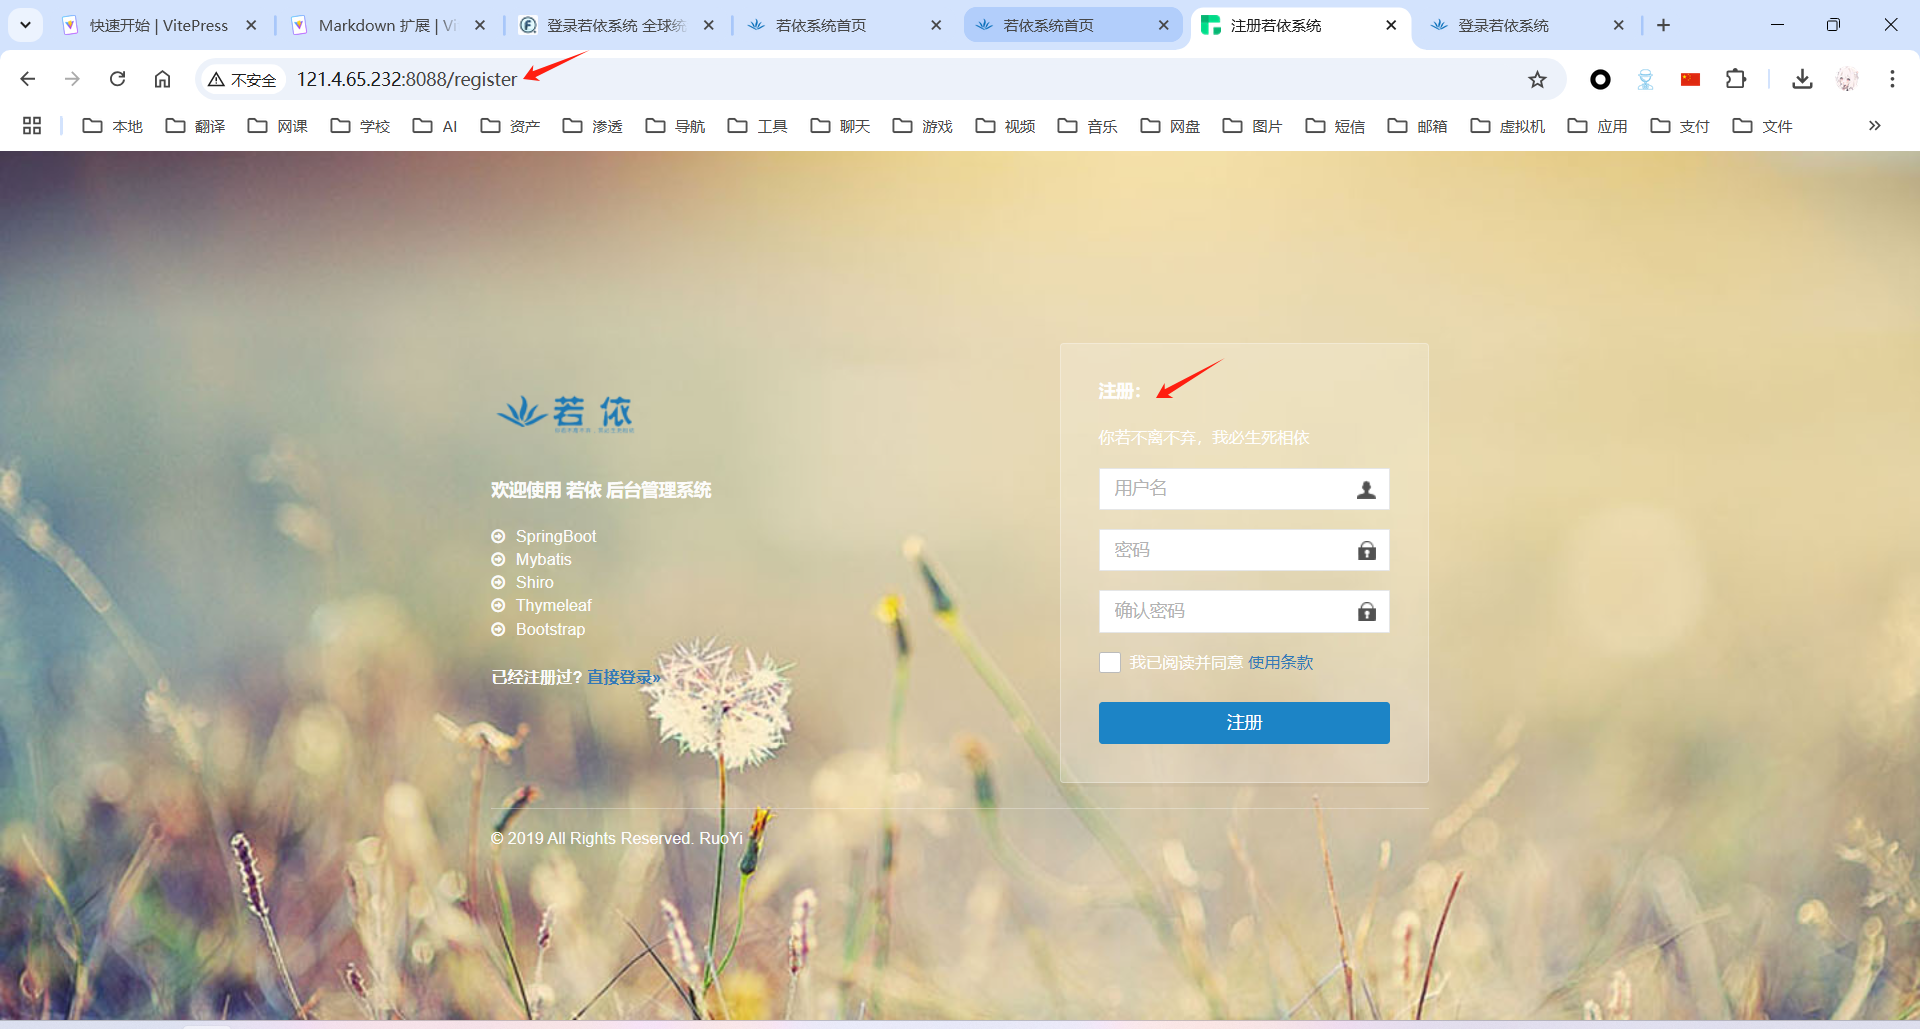 快速开始 | VitePress
Markdown 扩展 | Vi
登录若依系统 全球统
若依系统首页
若依系统首页
注册若依系统
登录若依系统
不安全
121.4.65.232:8088/register
本地
翻译
网课
学校
AI
资产
渗透
导航
工具
聊天
游戏
视频
音乐
网盘
图片
短信
邮箱
虚拟机
应用
支付
文件
若 依
欢迎使用 若依 后台管理系统
SpringBoot
Mybatis
Shiro
Thymeleaf
Bootstrap
已经注册过? 直接登录»
注册：
你若不离不弃，我必生死相依
用户名
密码
确认密码
我已阅读并同意 使用条款
注册
© 2019 All Rights Reserved. RuoYi